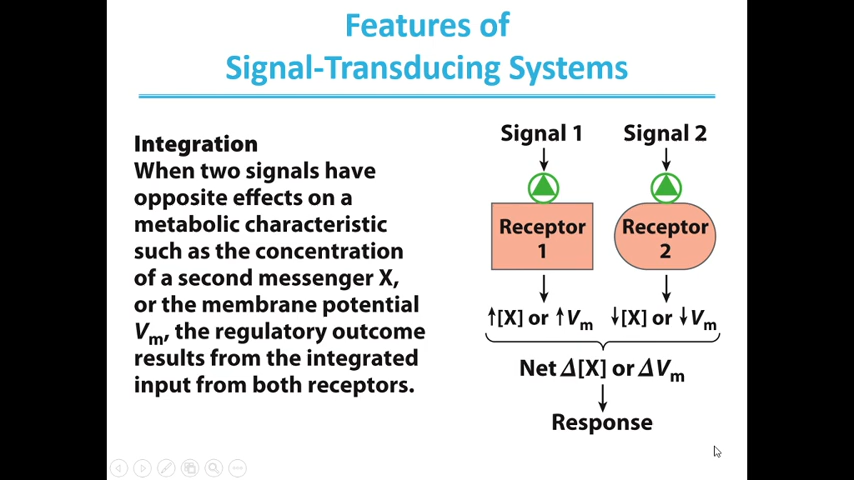 Features of
Signal-Transducing Systems
Integration
When two signals have
opposite effects on a
metabolic characteristic
such as the concentration
of a second messenger X,
or the membrane potential
Vm, the regulatory outcome
results from the integrated
input from both receptors.
Signal 1
Signal 2
Receptor
1
Receptor
2
↑[X] or ↑Vm
↓[X] or ↓Vm
Net Δ[X] or ΔVm
Response